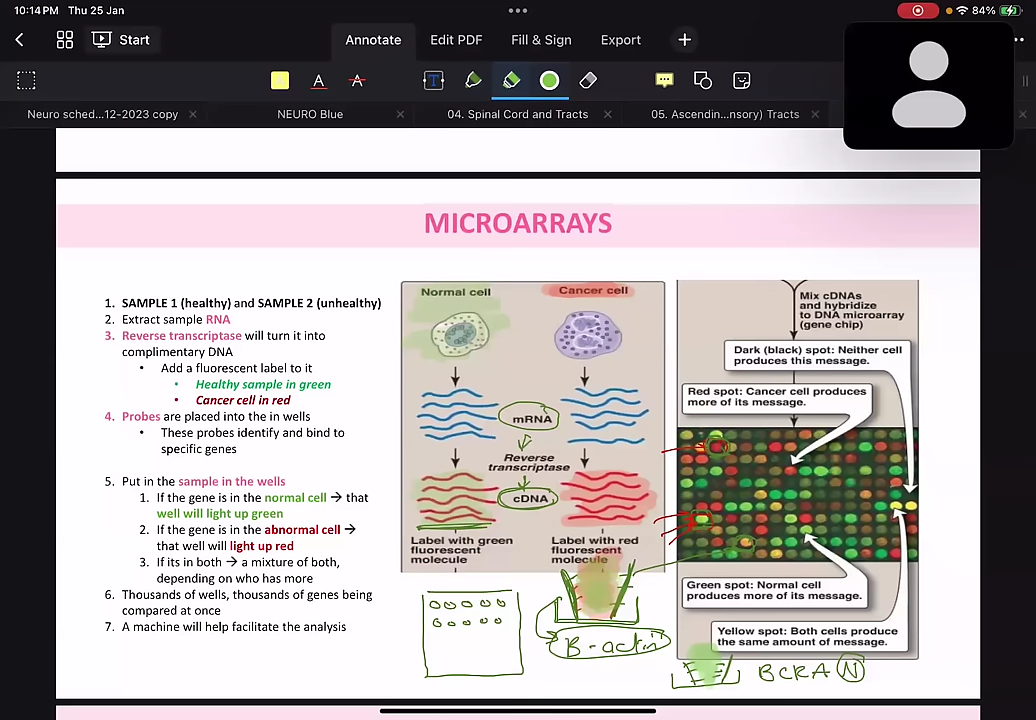 10:14 PM Thu 25 Jan
84%
Start
Annotate
Edit PDF
Fill & Sign
Export
Neuro sched...12-2023 copy
NEURO Blue
04. Spinal Cord and Tracts
05. Ascendin...nsory) Tracts
MICROARRAYS
1. SAMPLE 1 (healthy) and SAMPLE 2 (unhealthy)
2. Extract sample RNA
3. Reverse transcriptase will turn it into
complimentary DNA
• Add a fluorescent label to it
• Healthy sample in green
• Cancer cell in red
4. Probes are placed into the in wells
• These probes identify and bind to
specific genes
5. Put in the sample in the wells
1. If the gene is in the normal cell → that
well will light up green
2. If the gene is in the abnormal cell →
that well will light up red
3. If its in both → a mixture of both,
depending on who has more
6. Thousands of wells, thousands of genes being
compared at once
7. A machine will help facilitate the analysis
Normal cell
Cancer cell
mRNA
Reverse
transcriptase
cDNA
Label with green
fluorescent
molecule
Label with red
fluorescent
molecule
B-actin
Mix cDNAs
and hybridize
to DNA microarray
(gene chip)
Dark (black) spot: Neither cell
produces this message.
Red spot: Cancer cell produces
more of its message.
Green spot: Normal cell
produces more of its message.
Yellow spot: Both cells produce
the same amount of message.
BCRA N